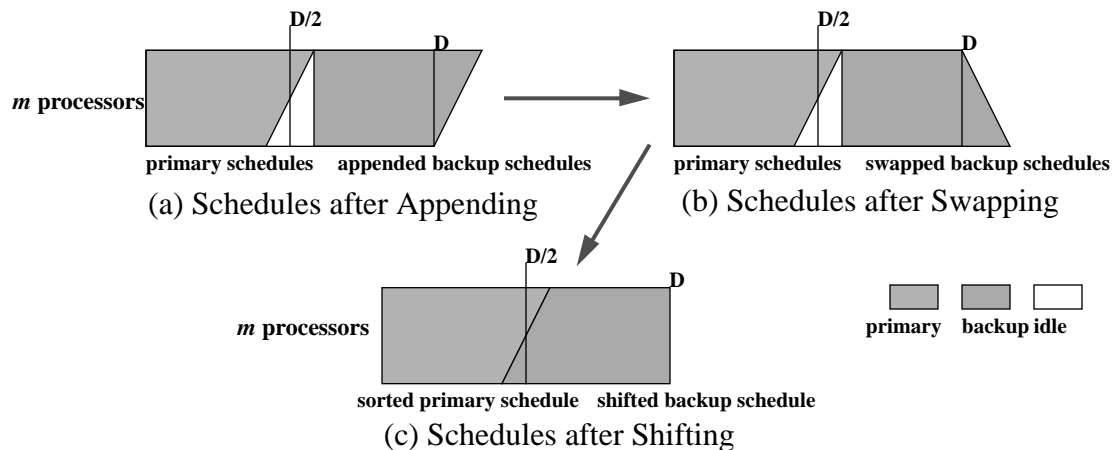 D/2 D
D/2 D
m processors
primary schedules appended backup schedules
primary schedules swapped backup schedules
(a) Schedules after Appending
(b) Schedules after Swapping
D/2 D
m processors
primary backup idle
sorted primary schedule shifted backup schedule
(c) Schedules after Shifting